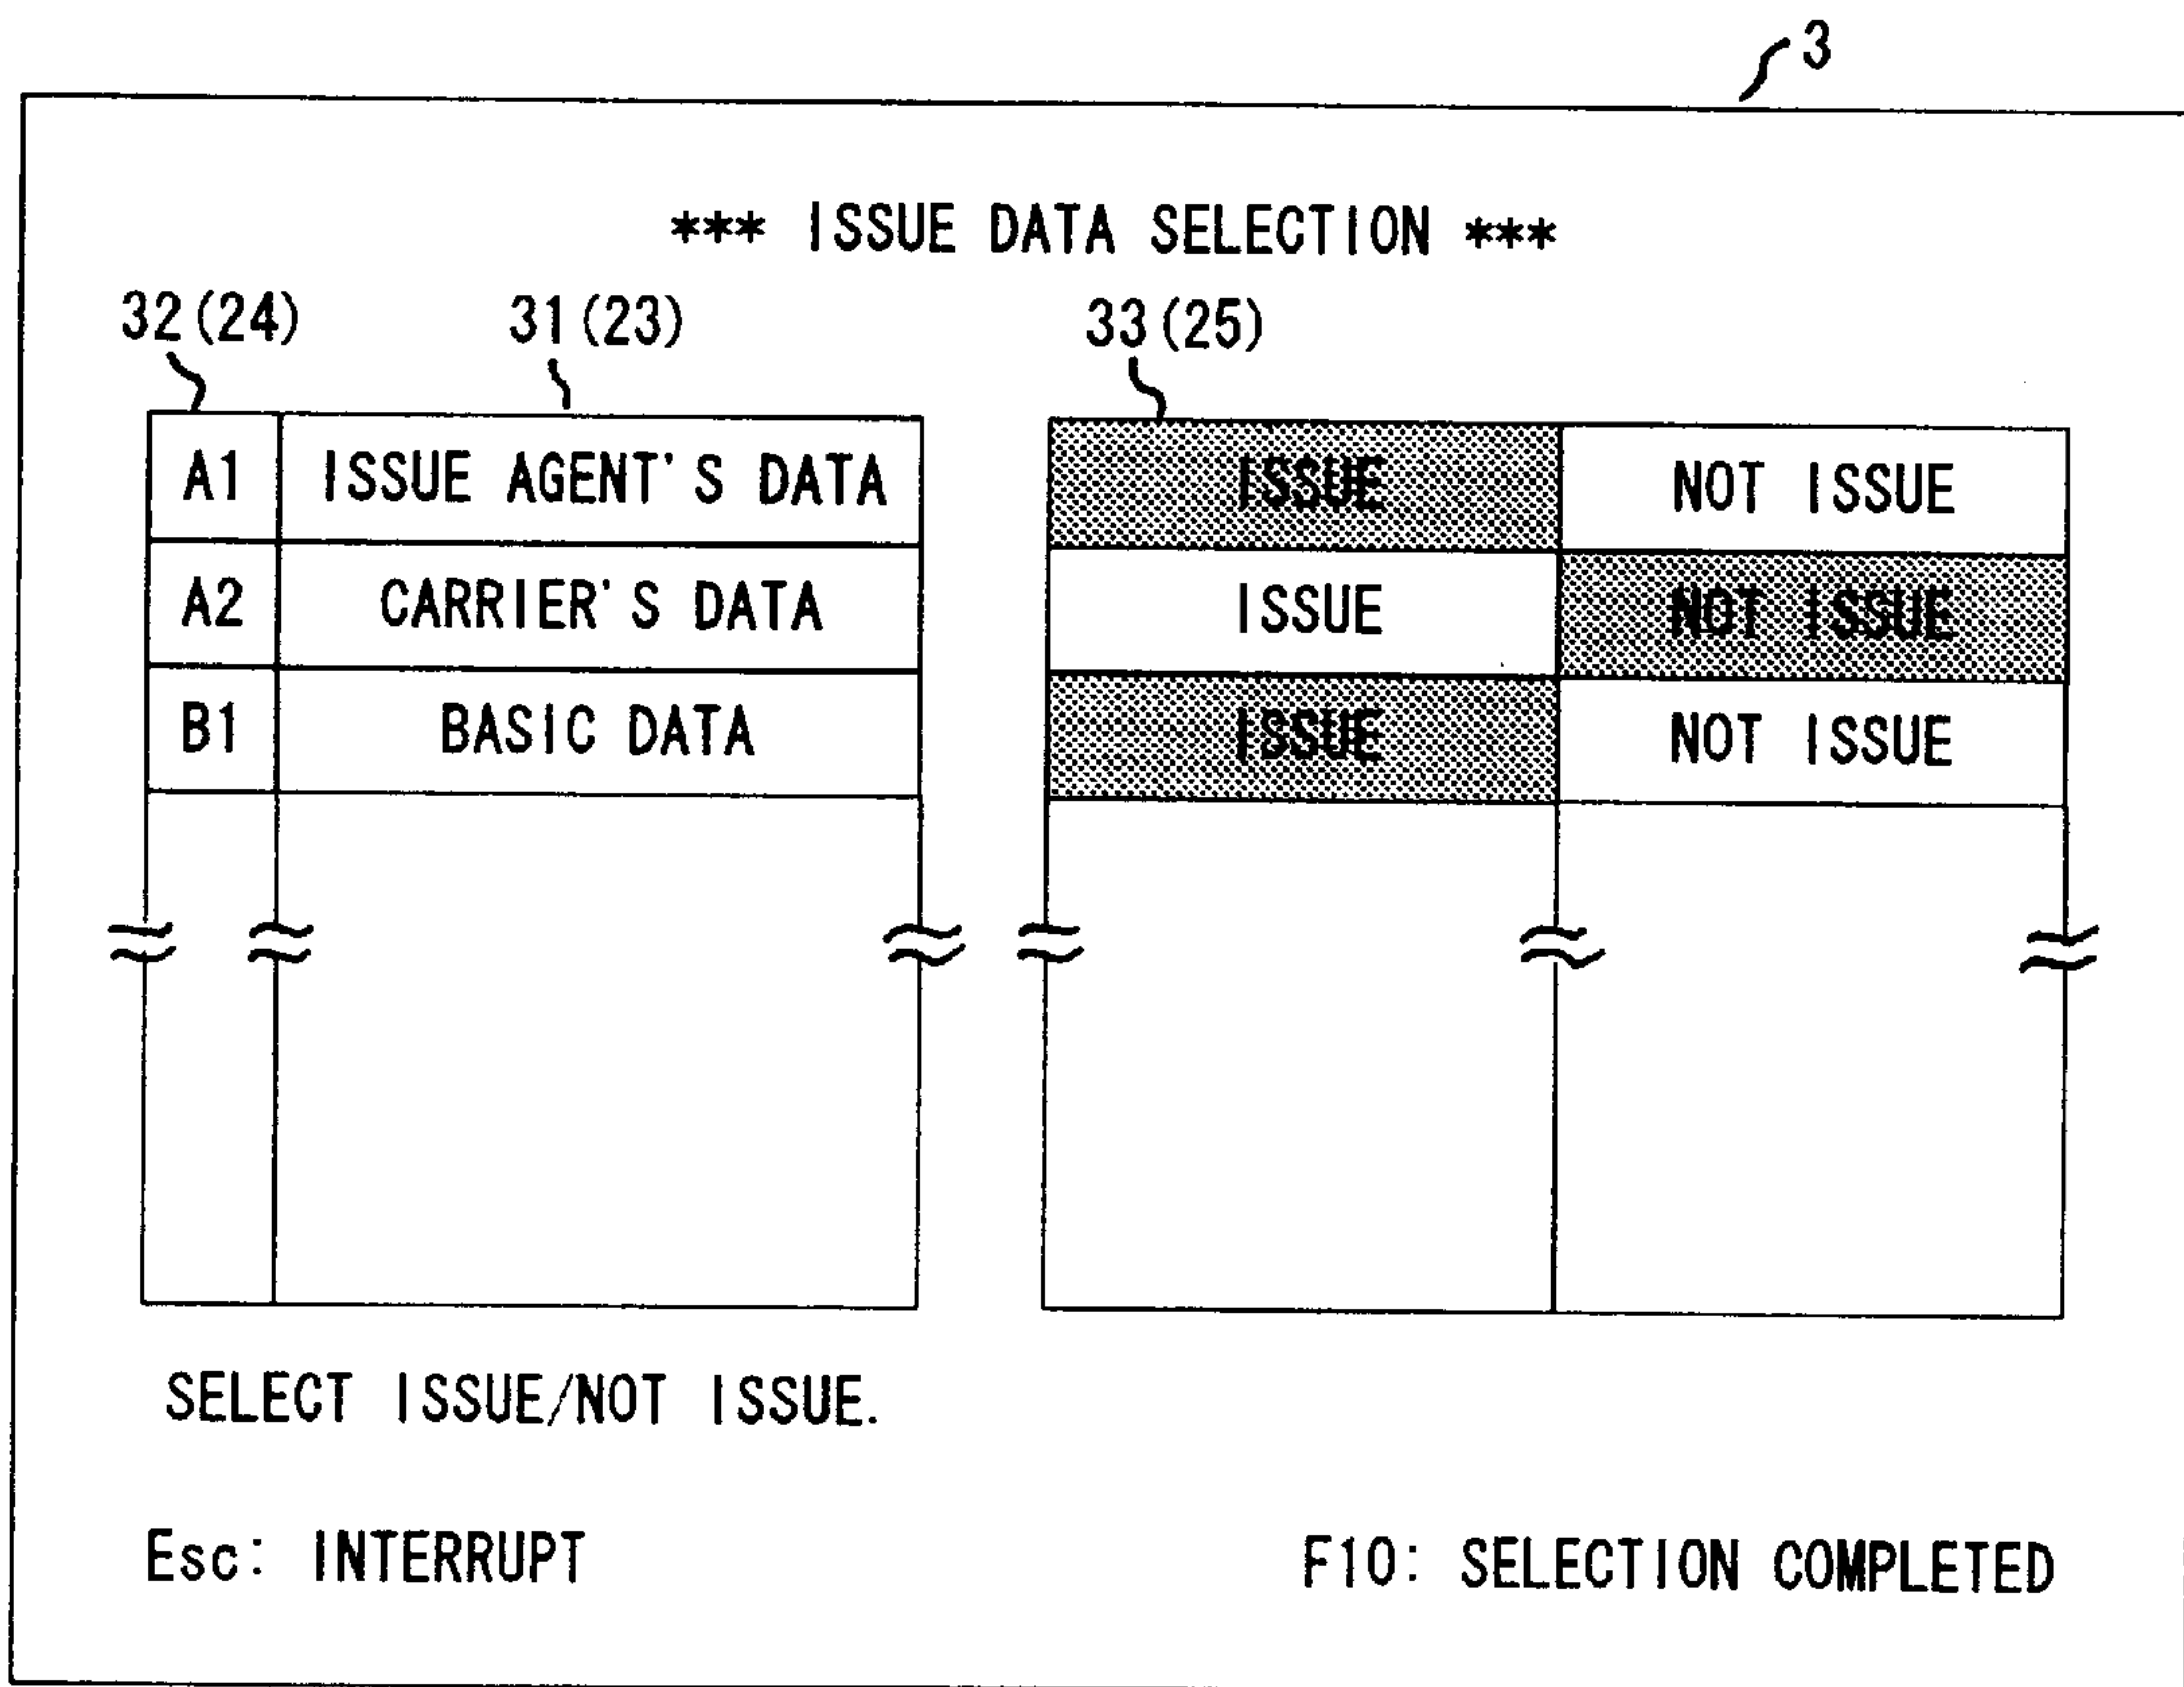 3
*** ISSUE DATA SELECTION ***
32(24) 31(23) 33(25)
A1 ISSUE AGENT'S DATA ISSUE NOT ISSUE
A2 CARRIER'S DATA ISSUE NOT ISSUE
B1 BASIC DATA ISSUE NOT ISSUE
SELECT ISSUE/NOT ISSUE.
Esc: INTERRUPT F10: SELECTION COMPLETED